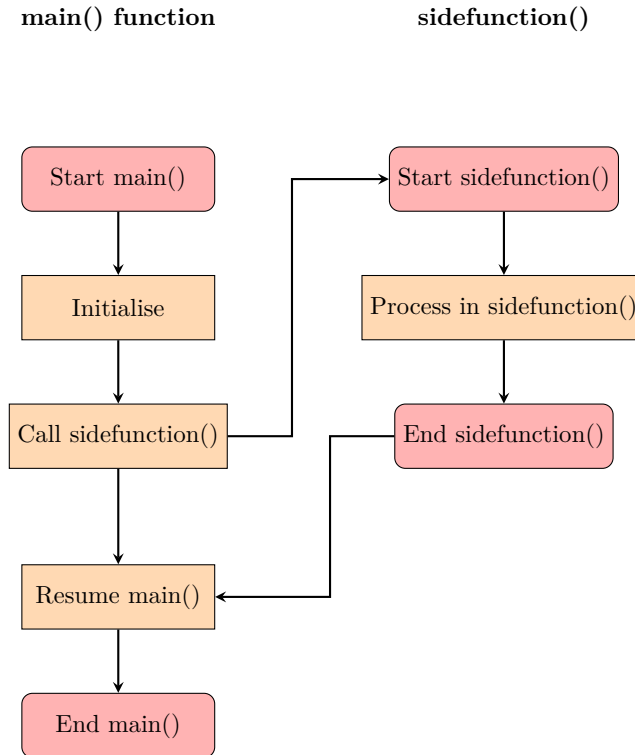 main() function
sidefunction()
Start main()
Start sidefunction()
Initialise
Process in sidefunction()
Call sidefunction()
End sidefunction()
Resume main()
End main()